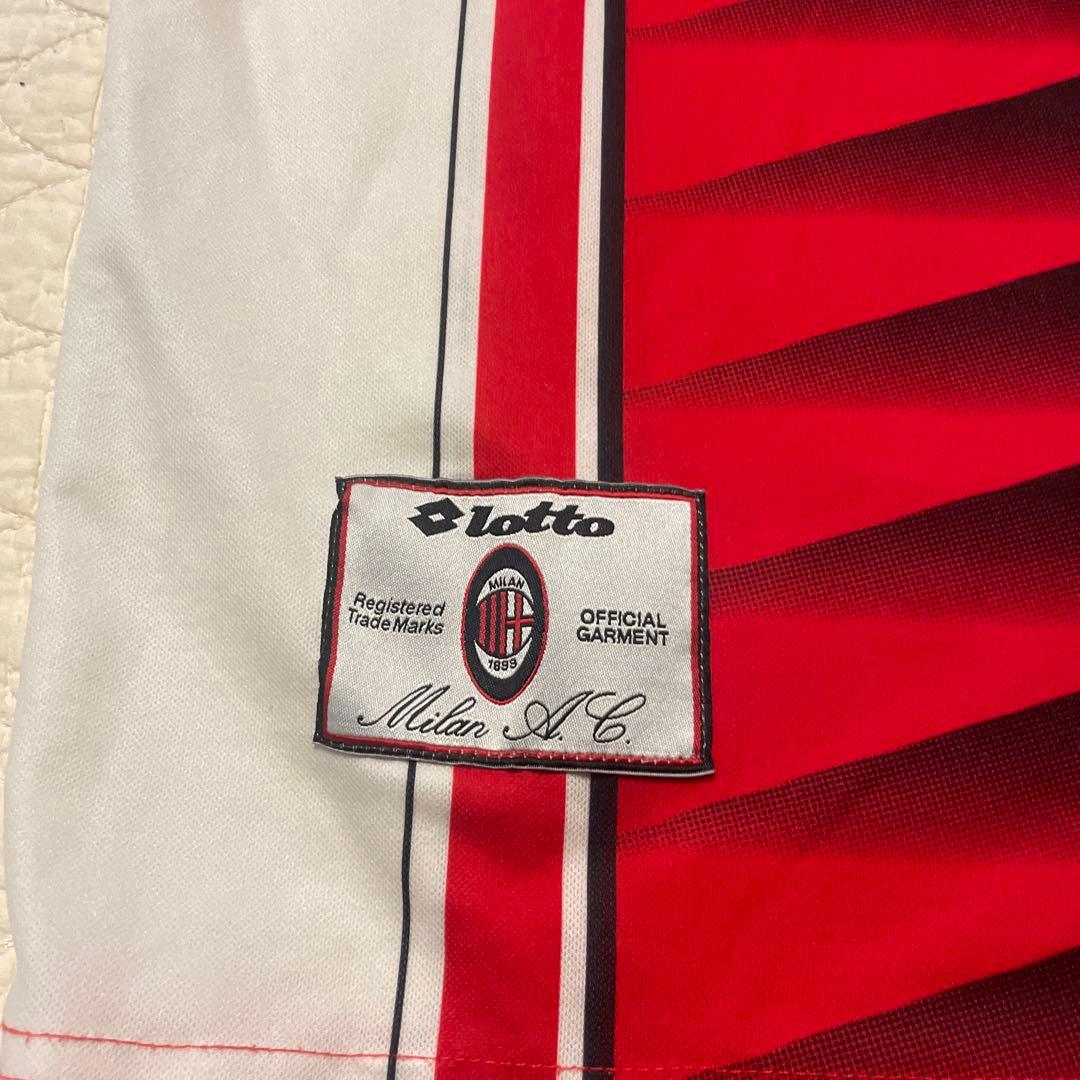 lotto
MILAN
Registered
Trade Marks
OFFICIAL
GARMENT
1899
Milan A.C.